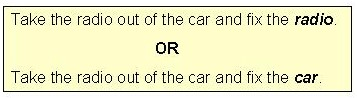 Take the radio out of the car and fix the radio.
OR
Take the radio out of the car and fix the car.